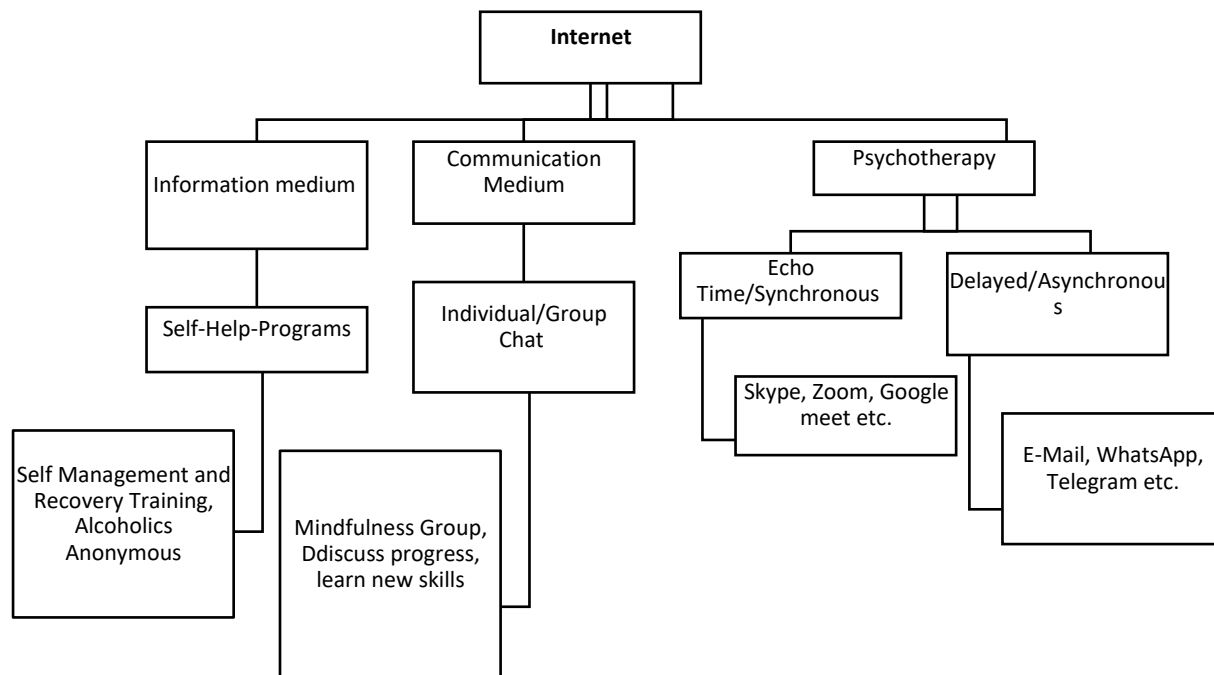 Internet
Information medium
Communication
Medium
Psychotherapy
Self-Help-Programs
Individual/Group
Chat
Echo
Time/Synchronous
Delayed/Asynchronou
s
Self Management and
Recovery Training,
Alcoholics
Anonymous
Mindfulness Group,
Ddiscuss progress,
learn new skills
Skype, Zoom, Google
meet etc.
E-Mail, WhatsApp,
Telegram etc.